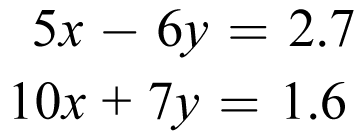 5x − 6y = 2.7
10x + 7y = 1.6